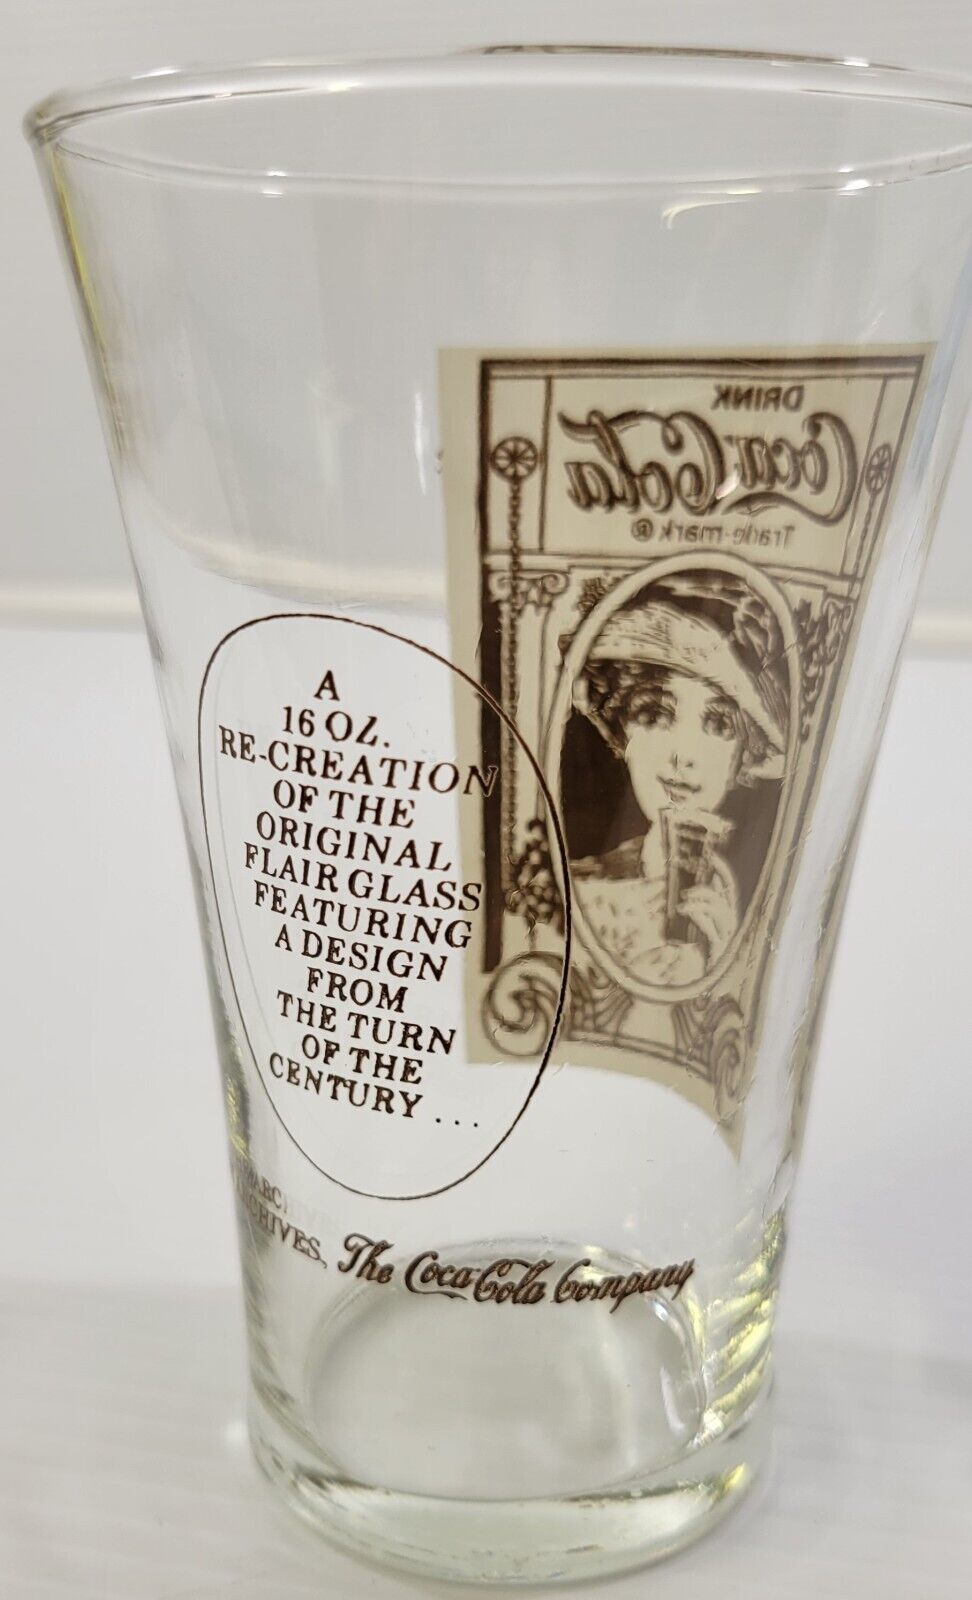 DRINK
Coca-Cola
Trade-mark ®
A
16 OZ.
RE-CREATION
OF THE
ORIGINAL
FLAIR GLASS
FEATURING
A DESIGN
FROM
THE TURN
OF THE
CENTURY ...
ARCHIVES, The Coca-Cola Company